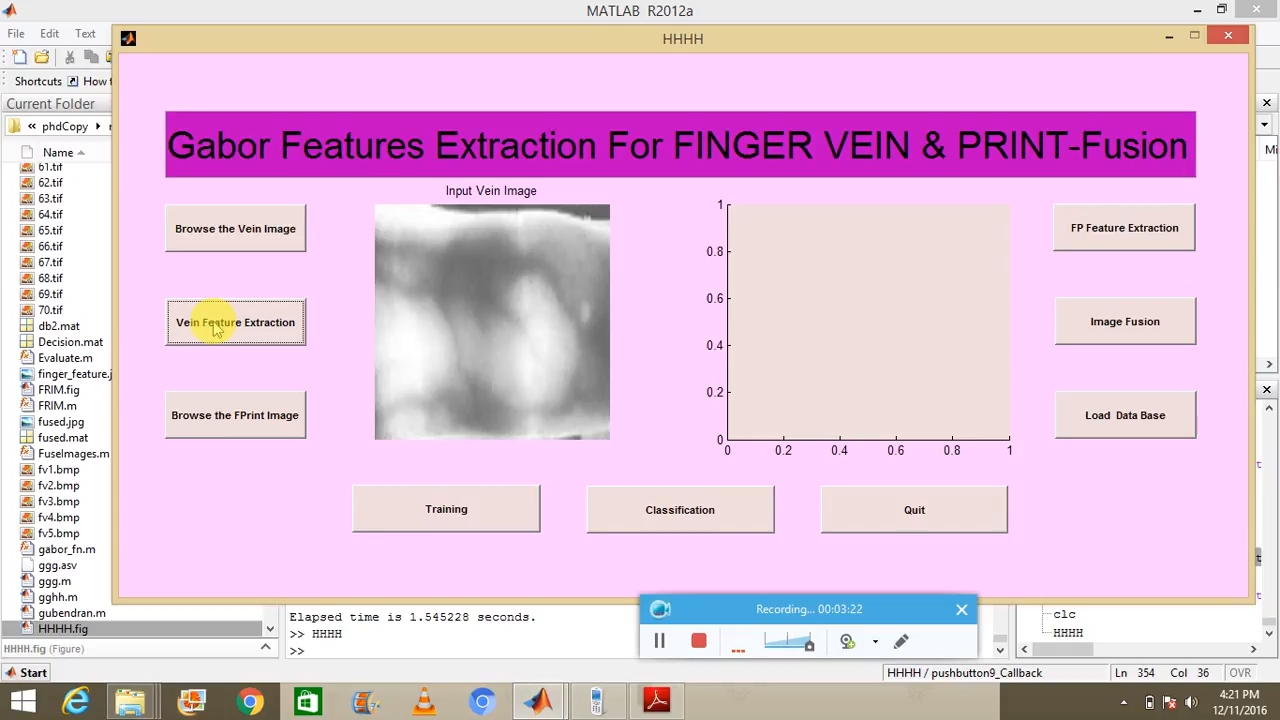 MATLAB R2012a
File Edit Text
HHHH
Shortcuts How t
Current Folder
« phdCopy
Name
61.tif
62.tif
63.tif
64.tif
65.tif
66.tif
67.tif
68.tif
69.tif
70.tif
db2.mat
Decision.mat
Evaluate.m
finger_feature.j
FRIM.fig
FRIM.m
fused.jpg
fused.mat
FuseImages.m
fv1.bmp
fv2.bmp
fv3.bmp
fv4.bmp
fv5.bmp
gabor_fn.m
ggg.asv
ggg.m
gghh.m
gubendran.m
HHHH.fig
HHHH.fig (Figure)
Gabor Features Extraction For FINGER VEIN & PRINT-Fusion
Input Vein Image
Browse the Vein Image
Vein Feature Extraction
Browse the FPrint Image
1
0.8
0.6
0.4
0.2
0
0 0.2 0.4 0.6 0.8 1
FP Feature Extraction
Image Fusion
Load Data Base
Training
Classification
Quit
Mi
Elapsed time is 1.545228 seconds.
>> HHHH
>>
Recording... 00:03:22
clc
HHHH
Start
HHHH / pushbutton9_Callback
Ln 354 Col 36 OVR
4:21 PM
12/11/2016